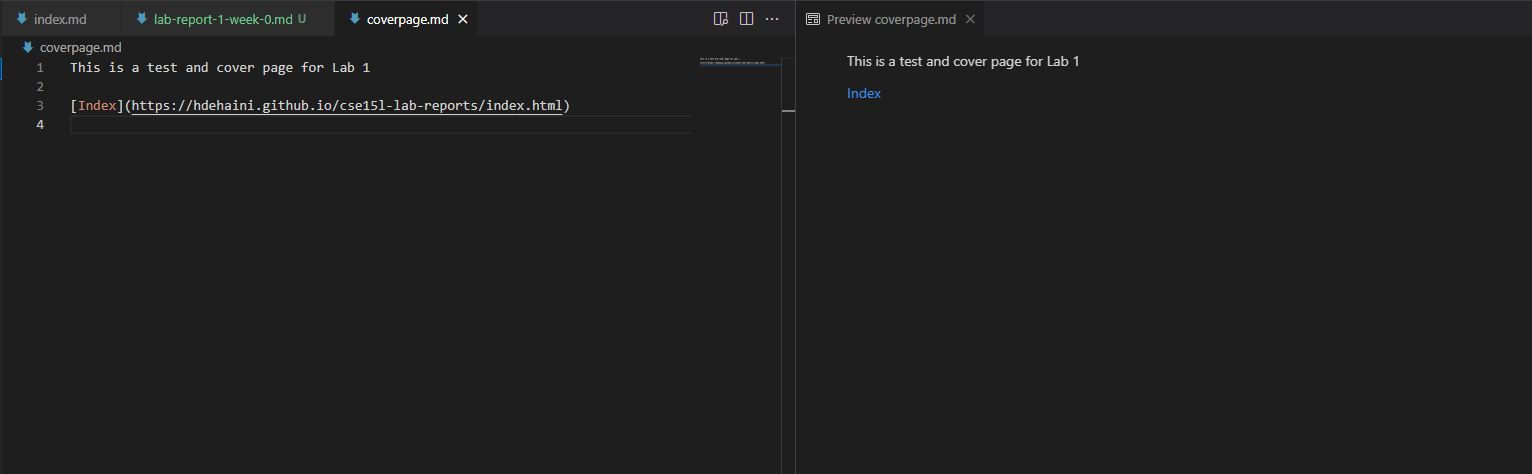 index.md lab-report-1-week-0.md U coverpage.md Preview coverpage.md
coverpage.md
1 This is a test and cover page for Lab 1
2
3 [Index](https://hdehaini.github.io/cse15l-lab-reports/index.html)
4
This is a test and cover page for Lab 1
Index